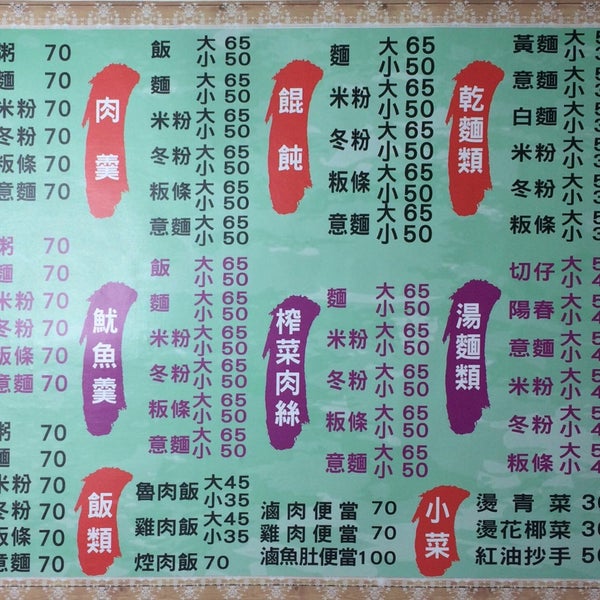 粥 70
麵 70
米粉 70
冬粉 70
粄條 70
意麵 70
肉羹
飯 大65 小50
麵 大65 小50
米粉 大65 小50
冬粉 大65 小50
粄條 大65 小50
意麵 大65 小50
餛飩
麵 大65 小50
米粉 大65 小50
冬粉 大65 小50
粄條 大65 小50
意麵 大65 小50
乾麵類
黃麵 大 小
意麵 大 小
白麵 大 小
米粉 大 小
冬粉 大 小
粄條 大 小
粥 70
麵 70
米粉 70
冬粉 70
粄條 70
意麵 70
魷魚羹
飯 大65 小50
麵 大65 小50
米粉 大65 小50
冬粉 大65 小50
粄條 大65 小50
意麵 大65 小50
榨菜肉絲
麵 大65 小50
米粉 大65 小50
冬粉 大65 小50
粄條 大65 小50
意麵 大65 小50
湯麵類
切仔 大 小
陽春 大 小
意麵 大 小
米粉 大 小
冬粉 大 小
粄條 大 小
粥 70
麵 70
米粉 70
冬粉 70
粄條 70
意麵 70
飯類
魯肉飯 大45 小35
雞肉飯 大45 小35
焢肉飯 70
滷肉便當 70
雞肉便當 70
滷魚肚便當 100
小菜
燙青菜 30
燙花椰菜 30
紅油抄手 50